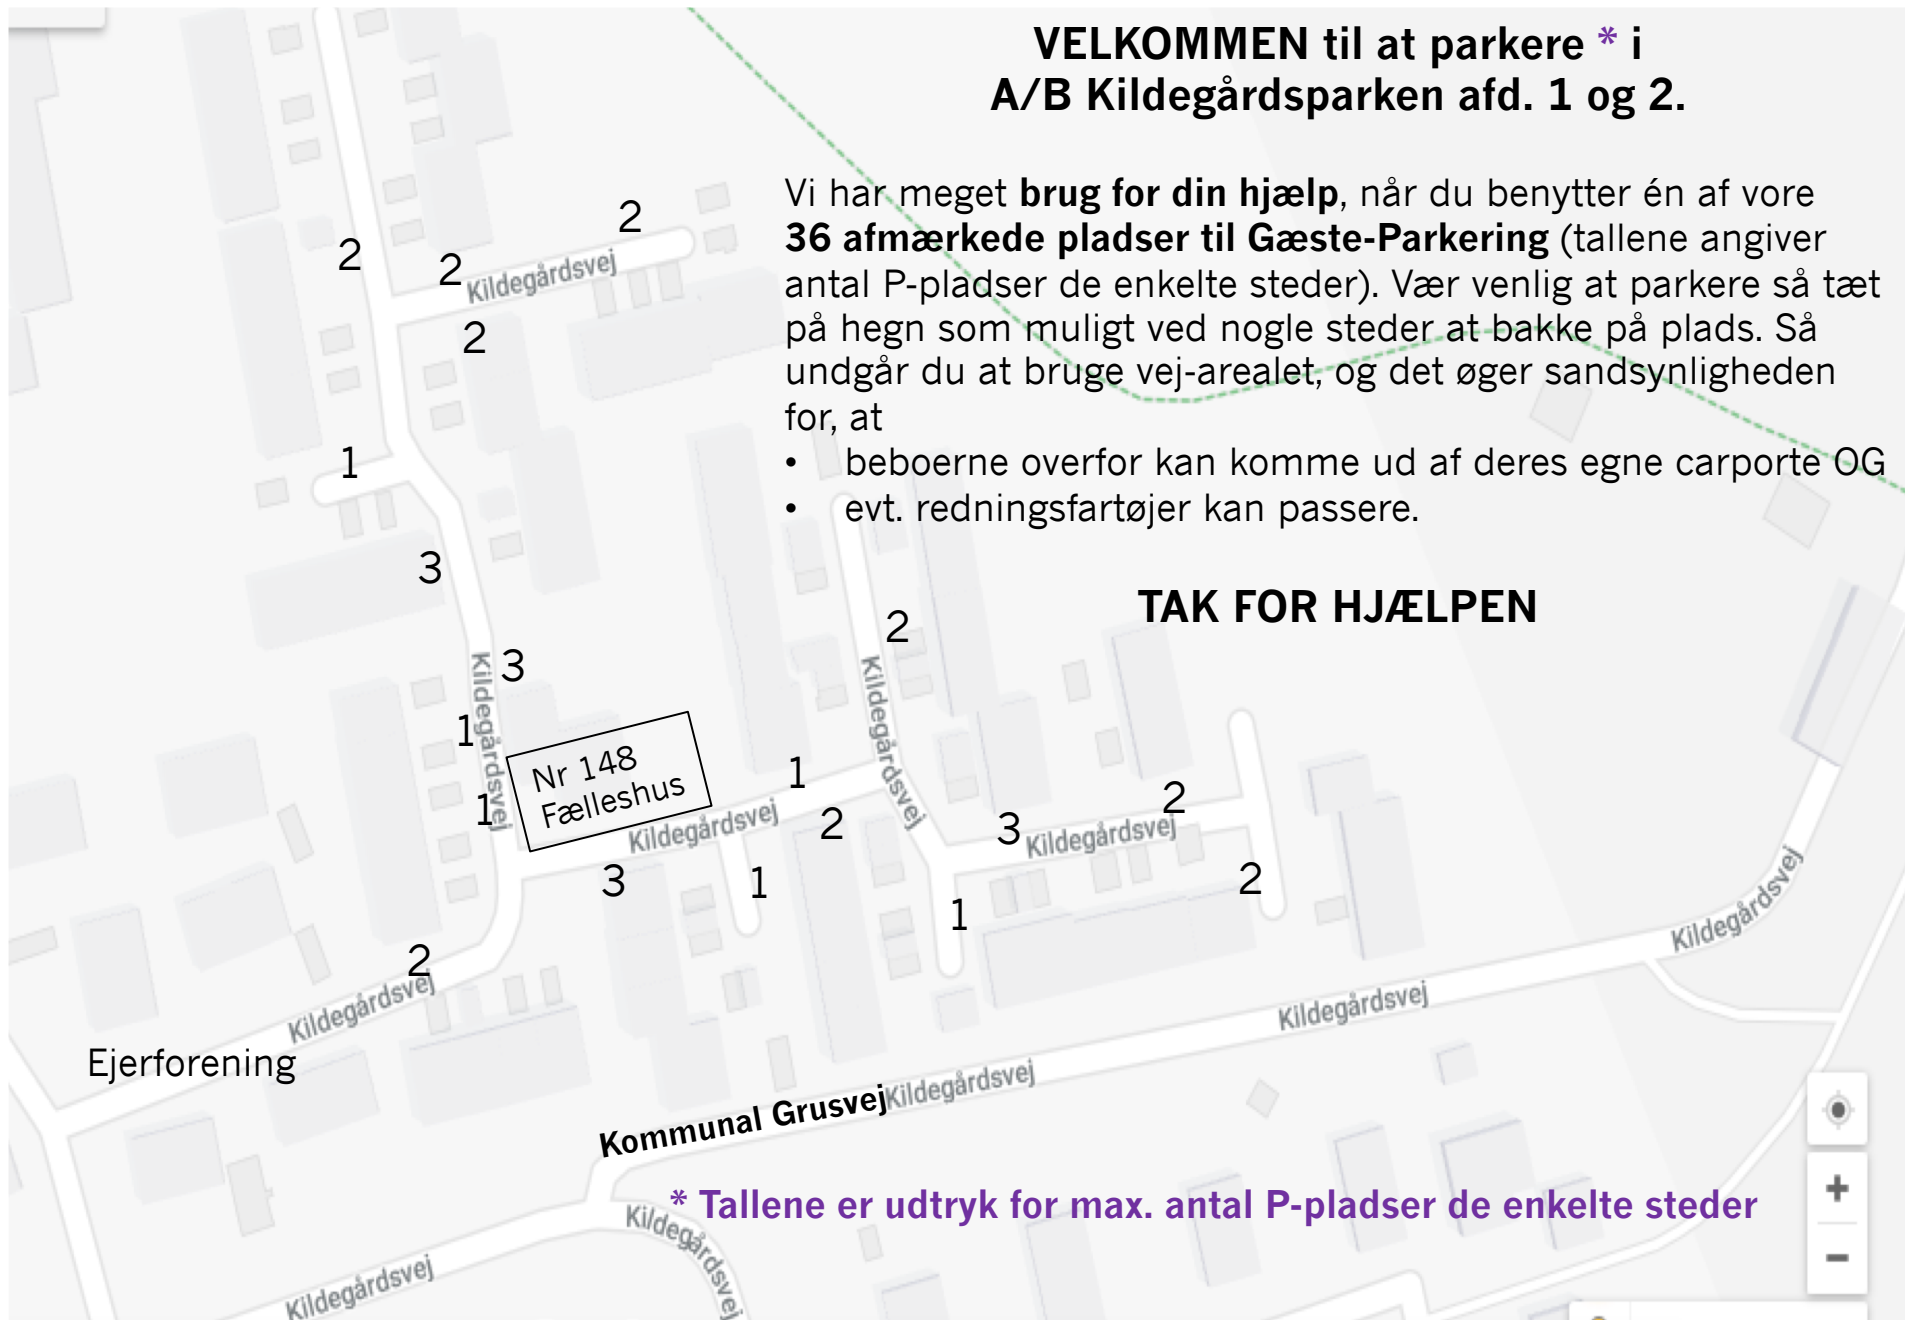 VELKOMMEN til at parkere * i
A/B Kildegårdsparken afd. 1 og 2.
Vi har meget brug for din hjælp, når du benytter én af vore
36 afmærkede pladser til Gæste-Parkering (tallene angiver
antal P-pladser de enkelte steder). Vær venlig at parkere så tæt
på hegn som muligt ved nogle steder at bakke på plads. Så
undgår du at bruge vej-arealet, og det øger sandsynligheden
for, at
• beboerne overfor kan komme ud af deres egne carporte OG
• evt. redningsfartøjer kan passere.
TAK FOR HJÆLPEN
2
2
2
Kildegårdsvej
2
1
3
3
2
Kildegårdsvej
Kildegårdsvej
1
1
Nr 148
Fælleshus
1
2
Kildegårdsvej
2
3
Kildegårdsvej
2
3
1
1
2
Kildegårdsvej
Kildegårdsvej
Kildegårdsvej
Kildegårdsvej
Ejerforening
Kommunal Grusvej
Kildegårdsvej
* Tallene er udtryk for max. antal P-pladser de enkelte steder
Kildegårdsvej
Kildegårdsvej
+
−